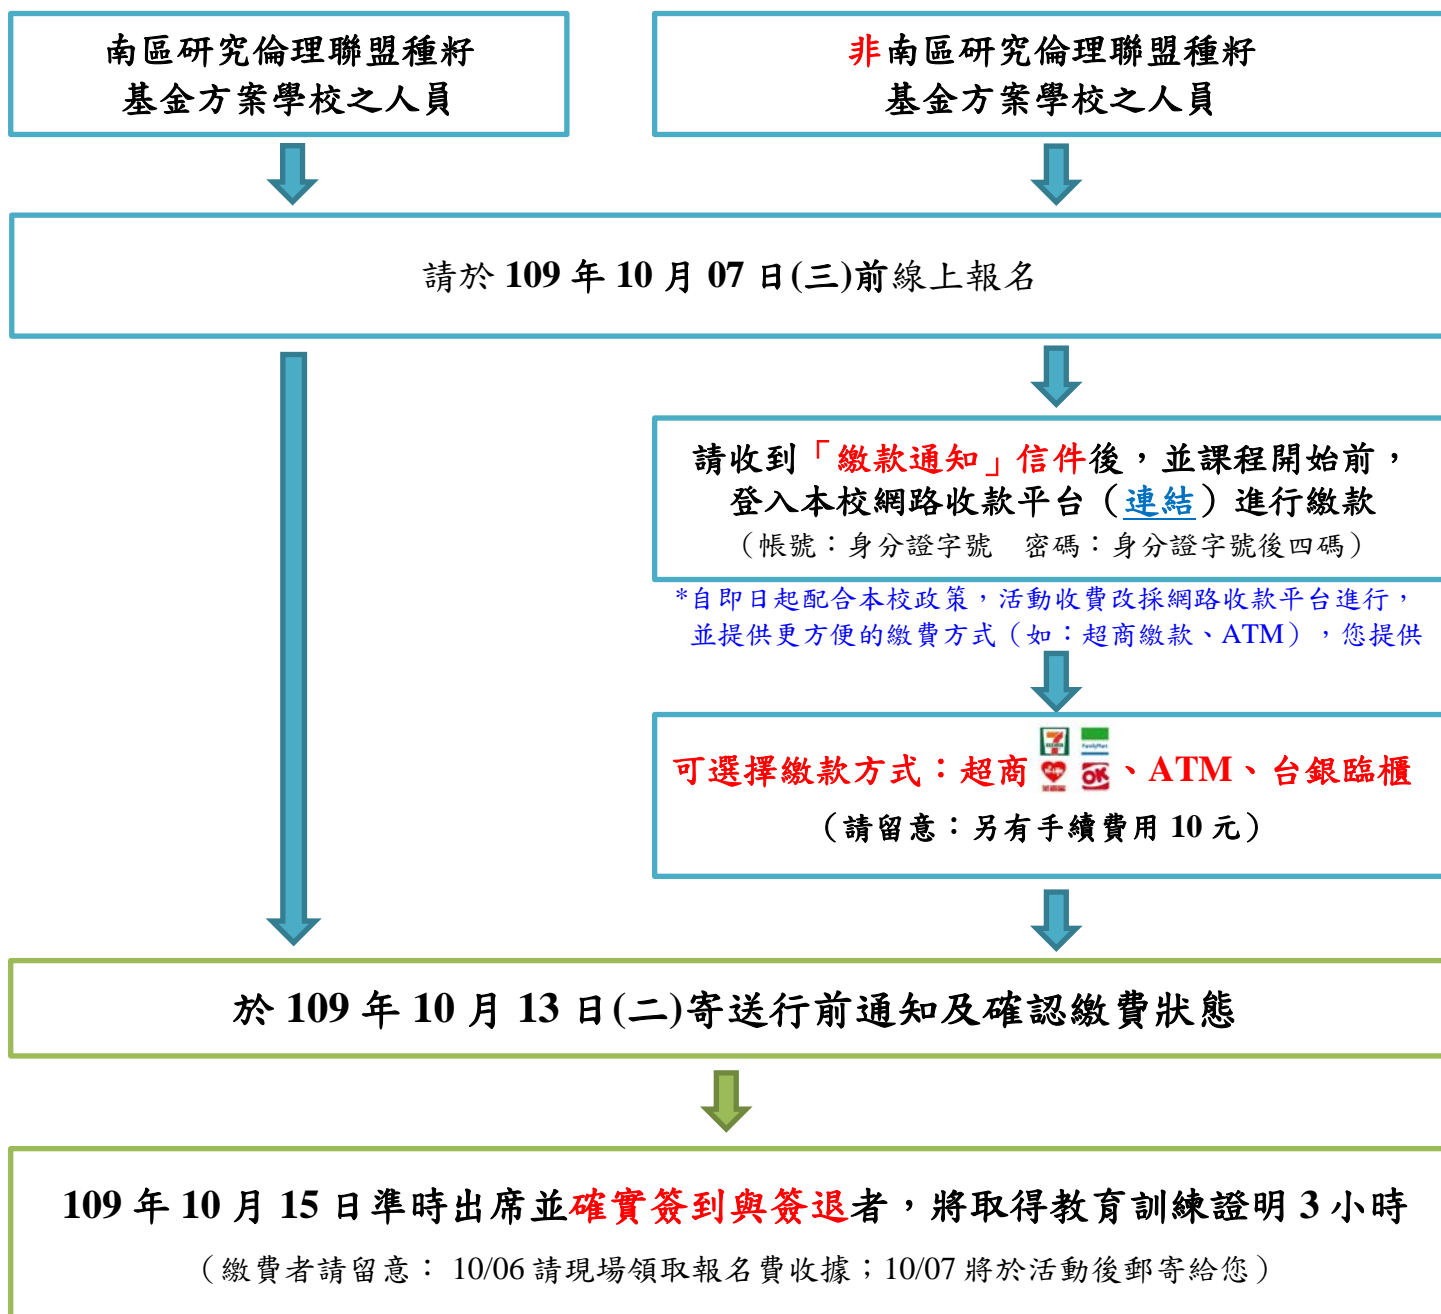 南區研究倫理聯盟種籽
基金方案學校之人員
非南區研究倫理聯盟種籽
基金方案學校之人員
請於 109 年 10 月 07 日(三)前線上報名
請收到「繳款通知」信件後，並課程開始前，
登入本校網路收款平台（連結）進行繳款
（帳號：身分證字號　密碼：身分證字號後四碼）
*自即日起配合本校政策，活動收費改採網路收款平台進行，
並提供更方便的繳費方式（如：超商繳款、ATM），您提供
可選擇繳款方式：超商、ATM、台銀臨櫃
7
FamilyMart
OK
（請留意：另有手續費用 10 元）
於 109 年 10 月 13 日(二)寄送行前通知及確認繳費狀態
109 年 10 月 15 日準時出席並確實簽到與簽退者，將取得教育訓練證明 3 小時
（繳費者請留意： 10/06 請現場領取報名費收據；10/07 將於活動後郵寄給您）